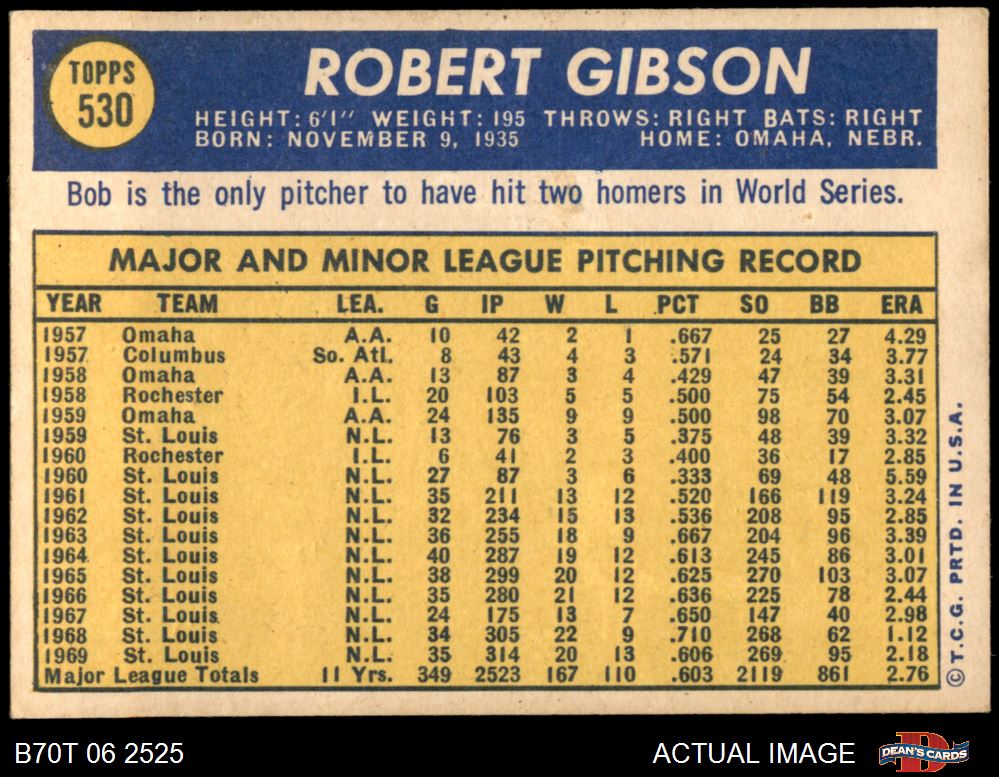 TOPPS
530
ROBERT GIBSON
HEIGHT: 6'1" WEIGHT: 195 THROWS: RIGHT BATS: RIGHT
BORN: NOVEMBER 9, 1935 HOME: OMAHA, NEBR.
Bob is the only pitcher to have hit two homers in World Series.
MAJOR AND MINOR LEAGUE PITCHING RECORD
YEAR TEAM LEA. G IP W L PCT SO BB ERA
1957 Omaha A.A. 10 42 2 1 .667 25 27 4.29
1957 Columbus So. Atl. 8 43 4 3 .571 24 34 3.77
1958 Omaha A.A. 13 87 3 4 .429 47 39 3.31
1958 Rochester I.L. 20 103 5 5 .500 75 54 2.45
1959 Omaha A.A. 24 135 9 9 .500 98 70 3.07
1959 St. Louis N.L. 13 76 3 5 .375 48 39 3.32
1960 Rochester I.L. 6 41 2 3 .400 36 17 2.85
1960 St. Louis N.L. 27 87 3 6 .333 69 48 5.59
1961 St. Louis N.L. 35 211 13 12 .520 166 119 3.24
1962 St. Louis N.L. 32 234 15 13 .536 208 95 2.85
1963 St. Louis N.L. 36 255 18 9 .667 204 96 3.39
1964 St. Louis N.L. 40 287 19 12 .613 245 86 3.01
1965 St. Louis N.L. 38 299 20 12 .625 270 103 3.07
1966 St. Louis N.L. 35 280 21 12 .636 225 78 2.44
1967 St. Louis N.L. 24 175 13 7 .650 147 40 2.98
1968 St. Louis N.L. 34 305 22 9 .710 268 62 1.12
1969 St. Louis N.L. 35 314 20 13 .606 269 95 2.18
Major League Totals 11 Yrs. 349 2523 167 110 .603 2119 861 2.76
©T.C.G. PRTD. IN U.S.A.
B70T 06 2525 ACTUAL IMAGE
DEAN'S CARDS